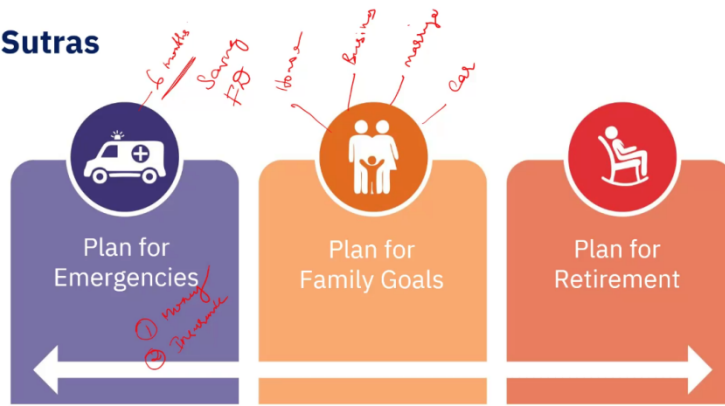 Sutras
6 months
Saving
FD
House
Business
marriage
Car
Plan for
Emergencies
① money
② Insurance
Plan for
Family Goals
Plan for
Retirement